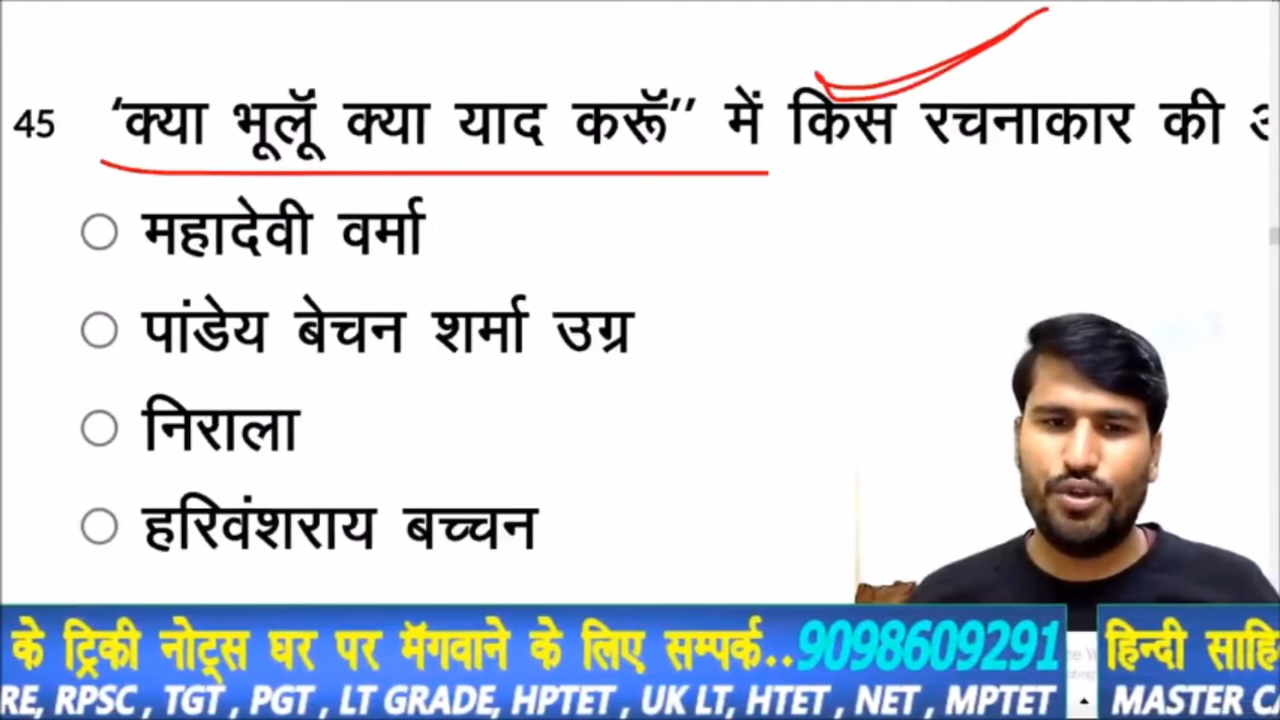 45 ‘क्या भूलूॅ क्या याद करूॅ’’ में किस रचनाकार की
महादेवी वर्मा
पांडेय बेचन शर्मा उग्र
निराला
हरिवंशराय बच्चन
के ट्रिकी नोट्स घर पर मॅगवाने के लिए सम्पर्क..9098609291 हिन्दी साहि
RE, RPSC , TGT , PGT , LT GRADE, HPTET , UK LT, HTET , NET , MPTET MASTER CA